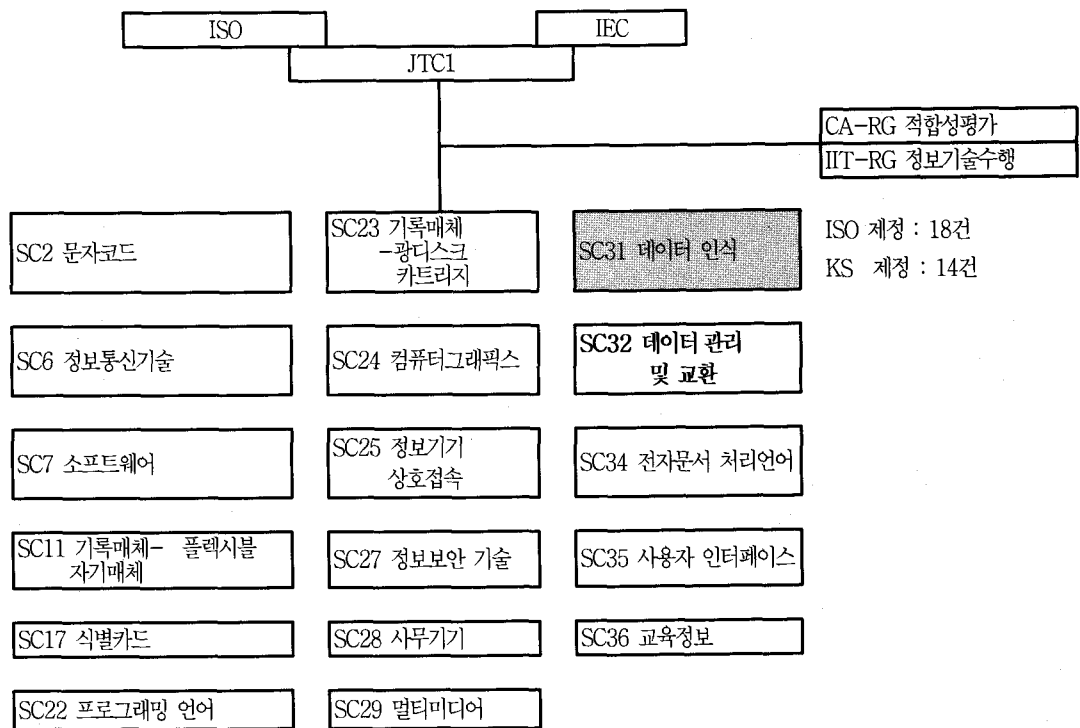 ISO
IEC
JTC1
CA-RG 적합성평가
IIT-RG 정보기술수행
SC2 문자코드
SC23 기록매체
-광디스크
카트리지
SC31 데이터 인식
ISO 제정 : 18건
KS 제정 : 14건
SC6 정보통신기술
SC24 컴퓨터그래픽스
SC32 데이터 관리
및 교환
SC7 소프트웨어
SC25 정보기기
상호접속
SC34 전자문서 처리언어
SC11 기록매체- 플렉시블
자기매체
SC27 정보보안 기술
SC35 사용자 인터페이스
SC17 식별카드
SC28 사무기기
SC36 교육정보
SC22 프로그래밍 언어
SC29 멀티미디어